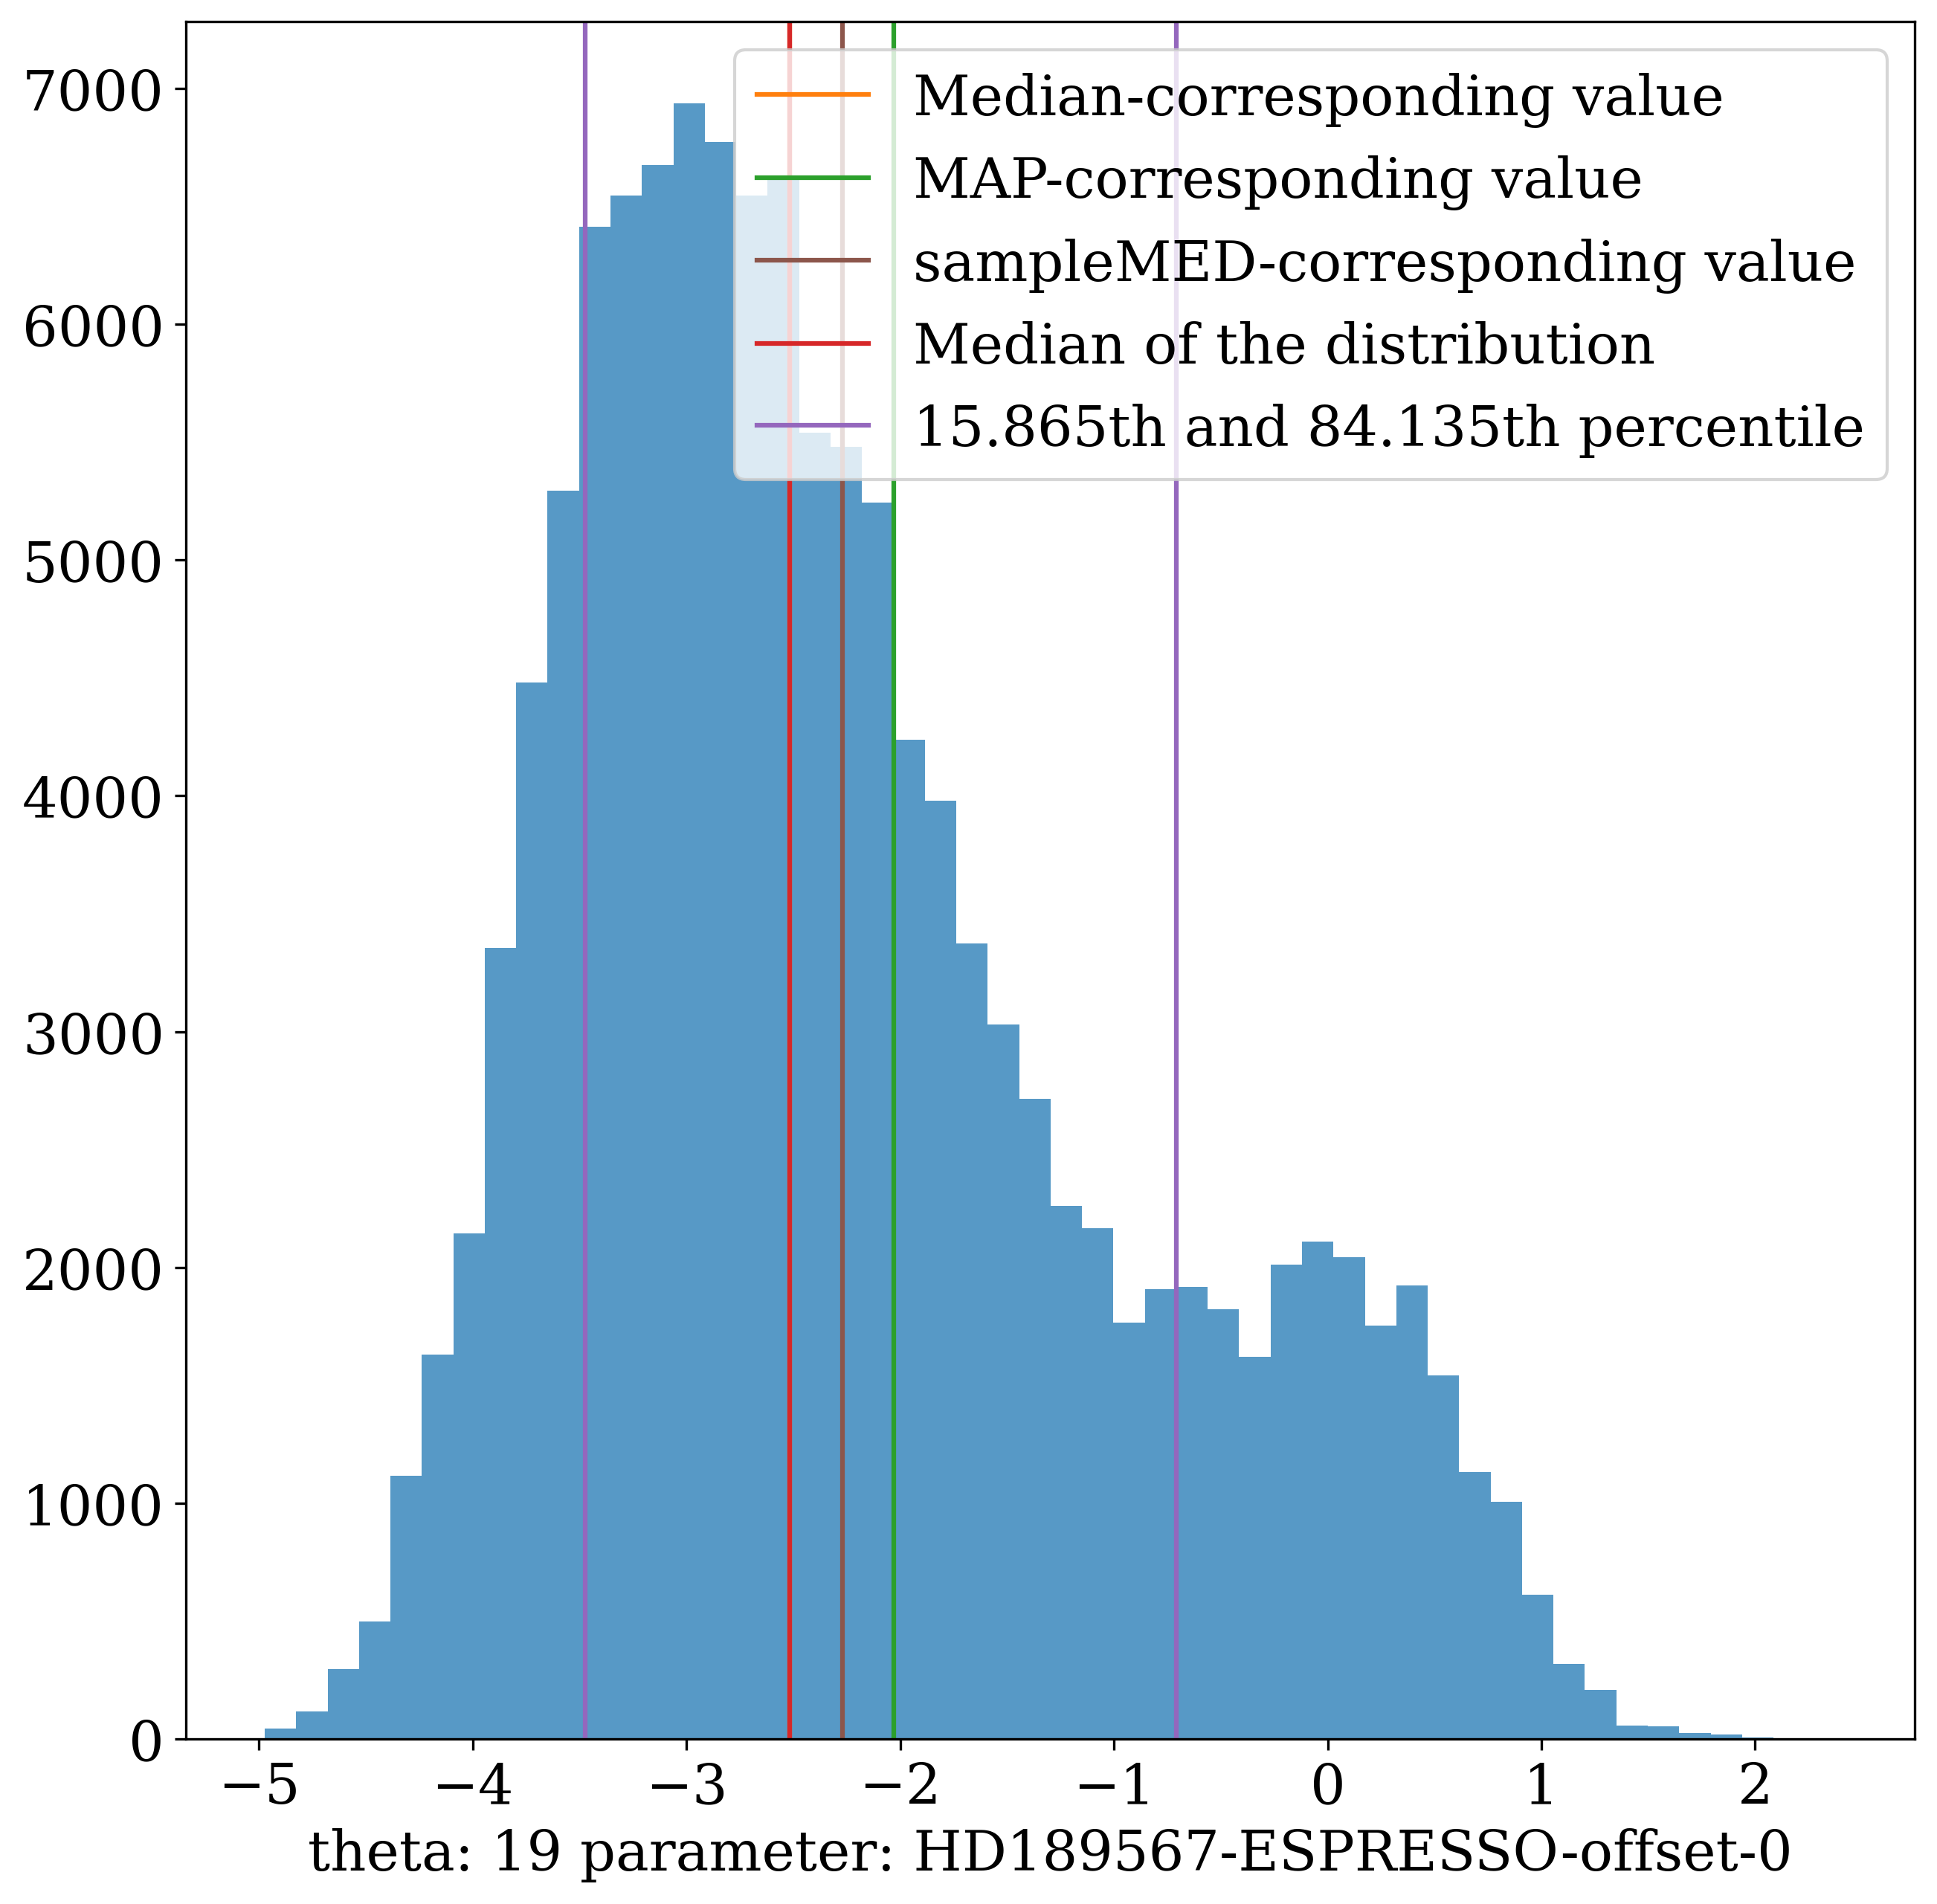 7000
6000
5000
4000
3000
2000
1000
0
Median-corresponding value
MAP-corresponding value
sampleMED-corresponding value
Median of the distribution
15.865th and 84.135th percentile
−5 −4 −3 −2 −1 0 1 2
theta: 19 parameter: HD189567-ESPRESSO-offset-0